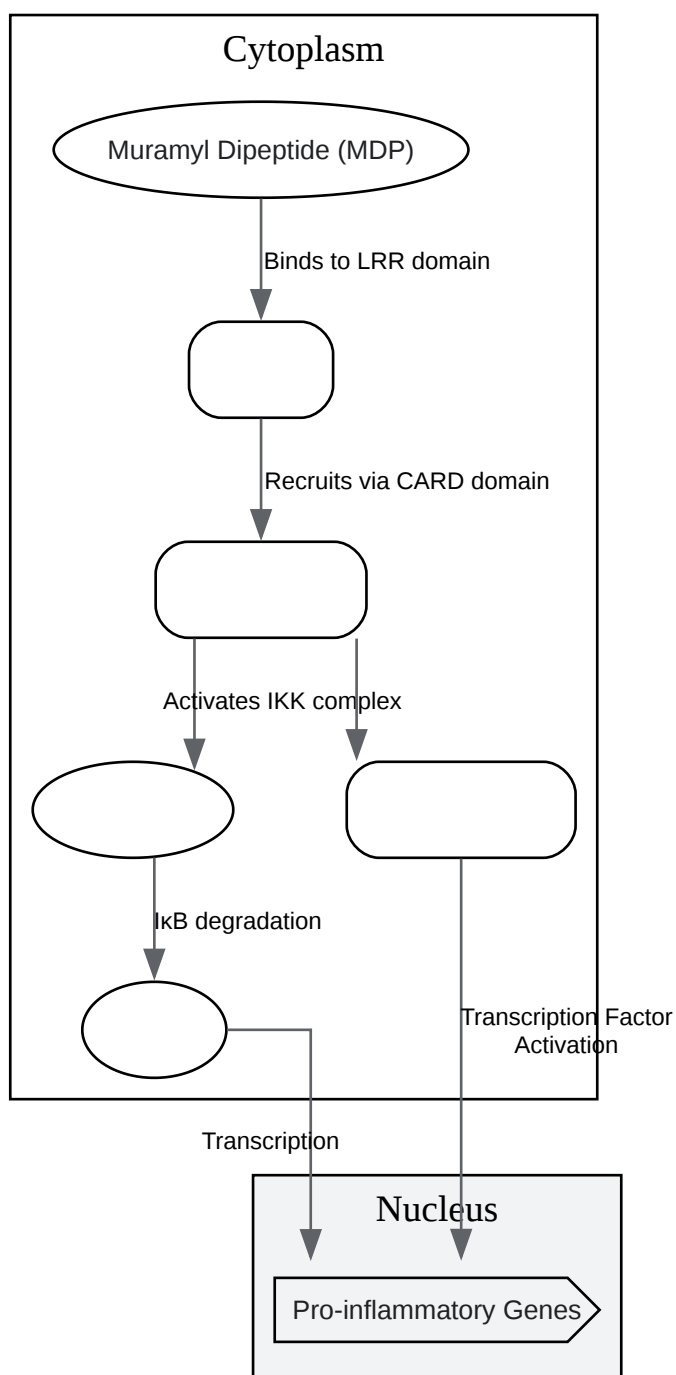 Cytoplasm
Muramyl Dipeptide (MDP)
Binds to LRR domain
Recruits via CARD domain
Activates IKK complex
IκB degradation
Transcription Factor
Activation
Transcription
Nucleus
Pro-inflammatory Genes